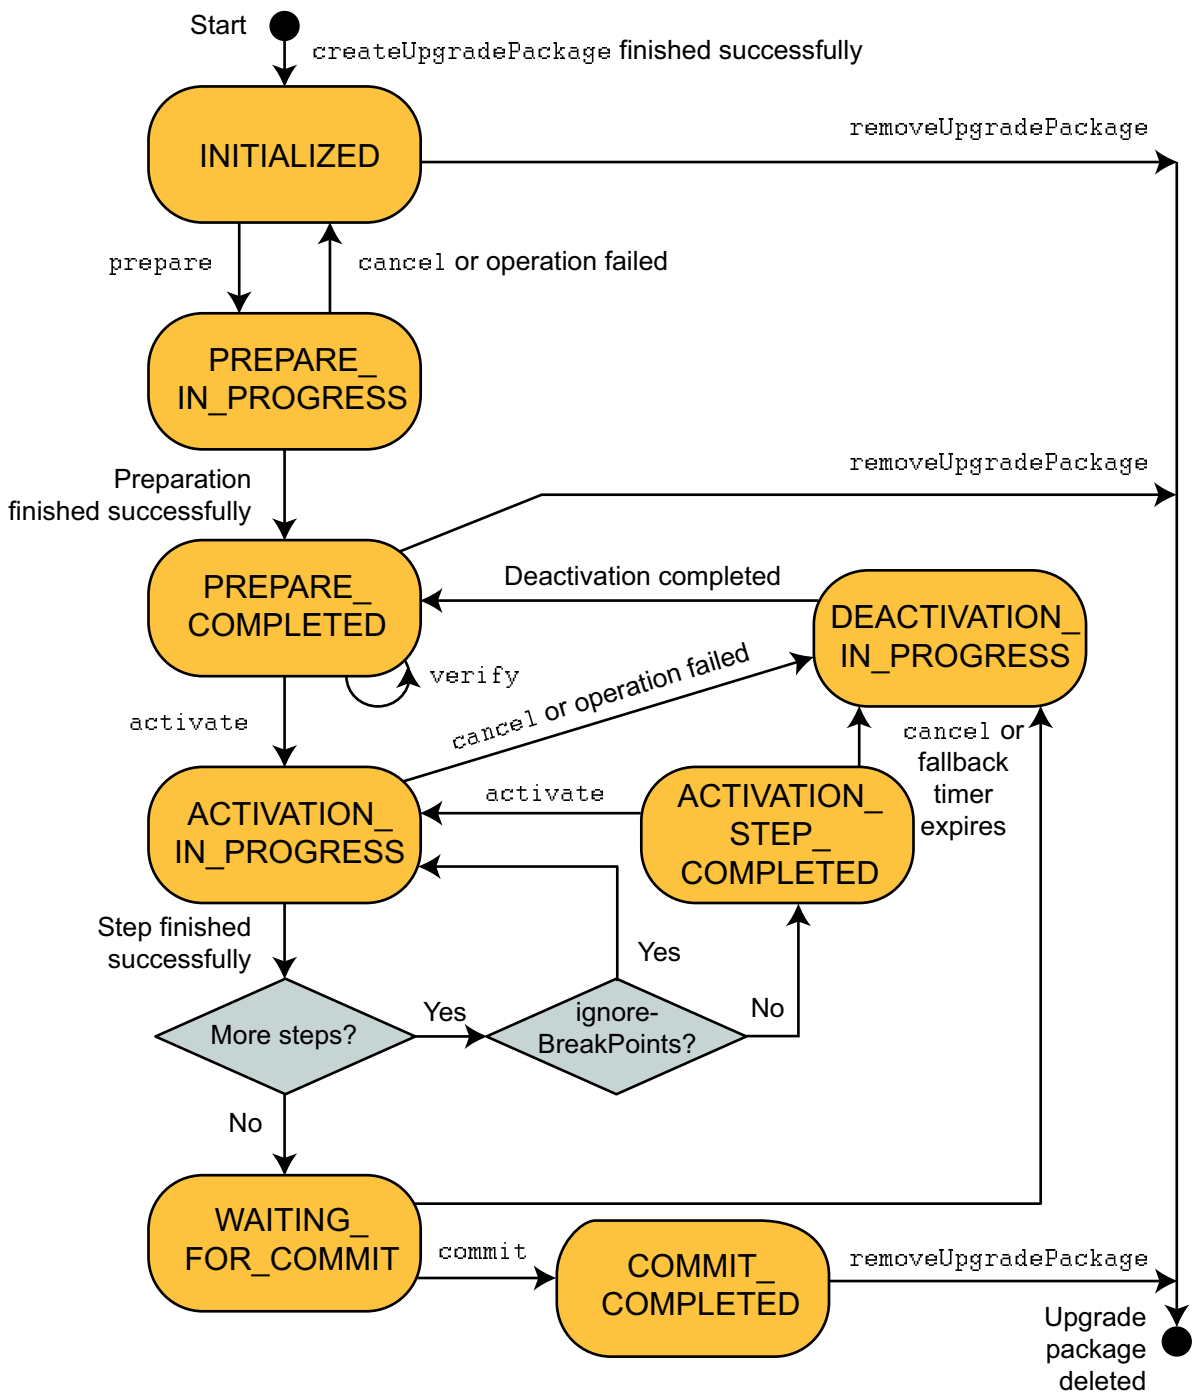 Start
createUpgradePackage finished successfully
INITIALIZED
removeUpgradePackage
prepare
cancel or operation failed
PREPARE_
IN_PROGRESS
Preparation
finished successfully
removeUpgradePackage
PREPARE_
COMPLETED
Deactivation completed
DEACTIVATION_
IN_PROGRESS
verify
cancel or operation failed
activate
cancel or
fallback
timer
expires
ACTIVATION_
IN_PROGRESS
activate
ACTIVATION_
STEP_
COMPLETED
Step finished
successfully
Yes
More steps?
Yes
ignore-
BreakPoints?
No
No
WAITING_
FOR_COMMIT
commit
COMMIT_
COMPLETED
removeUpgradePackage
Upgrade
package
deleted